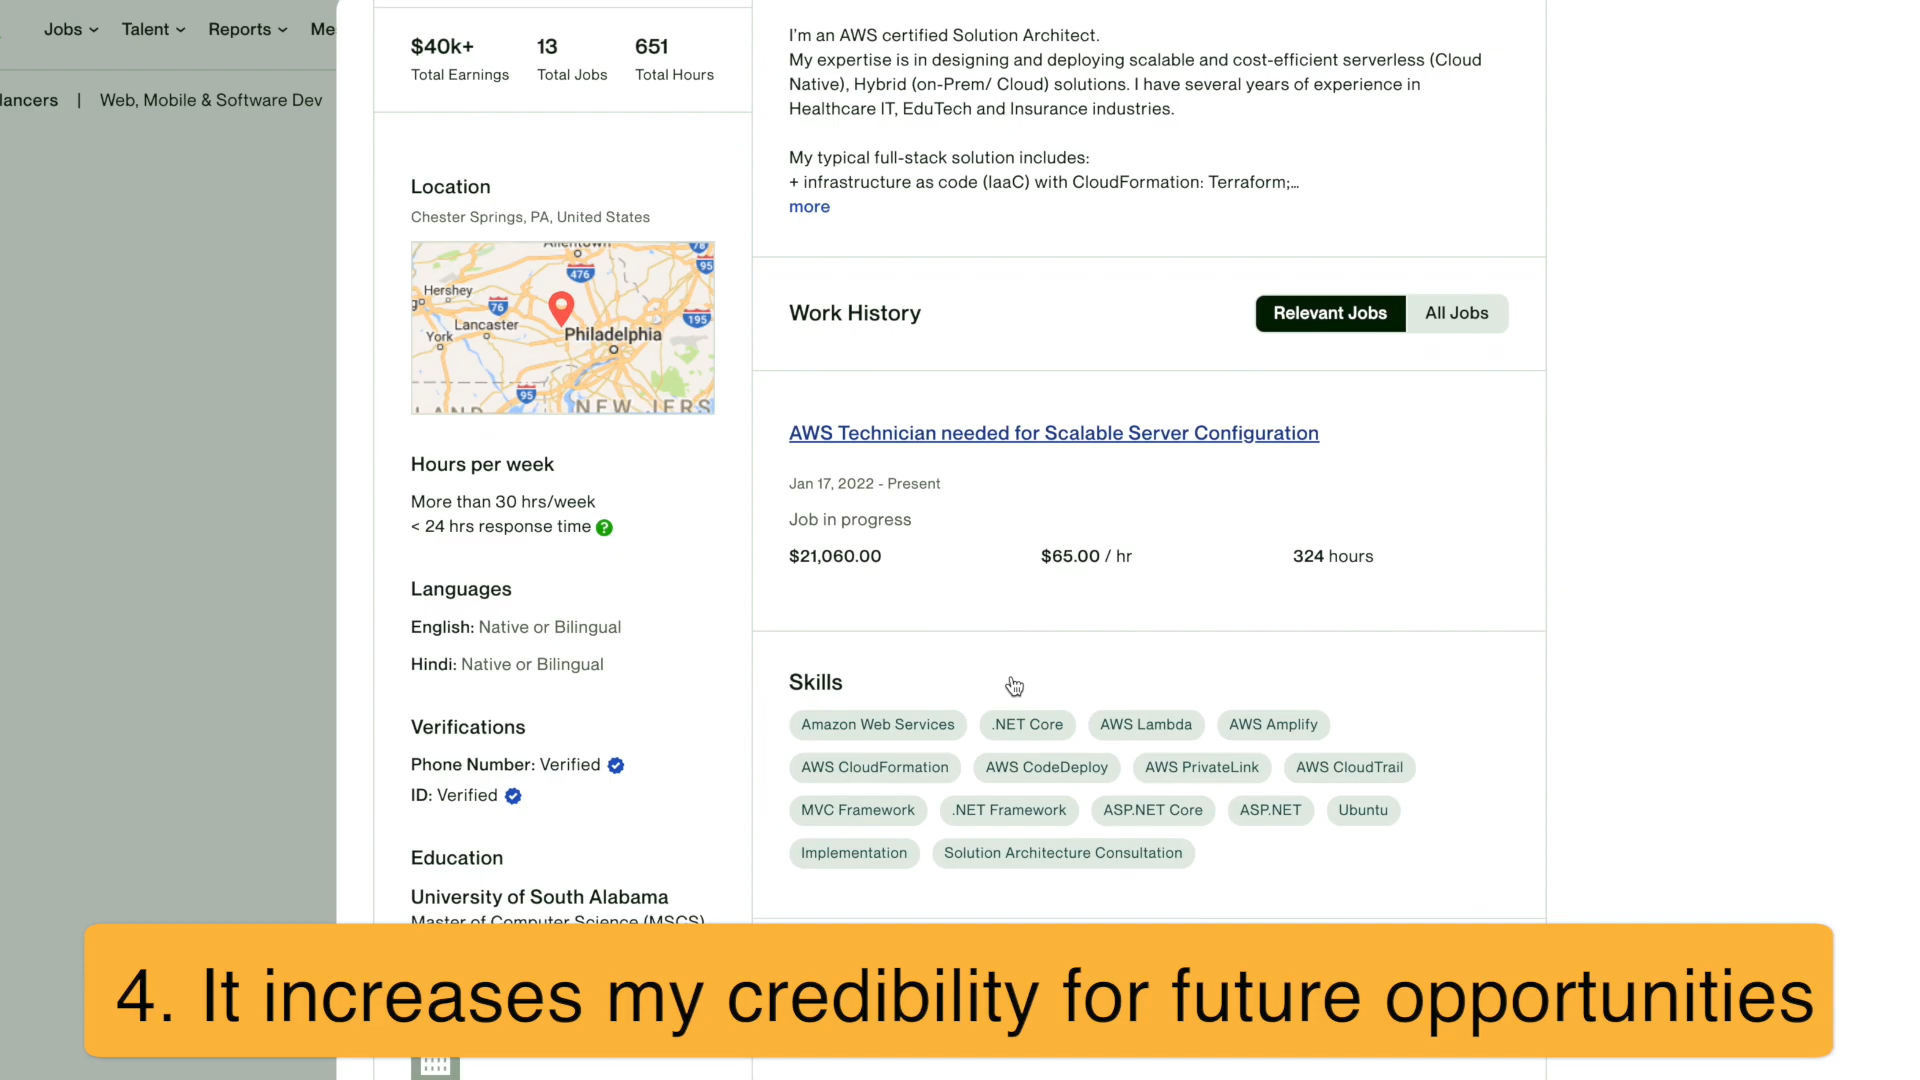 Jobs Talent Reports Me
lancers | Web, Mobile & Software Dev
$40k+ 13 651
Total Earnings Total Jobs Total Hours
Location
Chester Springs, PA, United States
Allentown
476
78
95
Hershey
76
Lancaster
195
York
Philadelphia
95
LAND NEW JERS
Hours per week
More than 30 hrs/week
< 24 hrs response time ?
Languages
English: Native or Bilingual
Hindi: Native or Bilingual
Verifications
Phone Number: Verified
ID: Verified
Education
University of South Alabama
Master of Computer Science (MSCS)
I'm an AWS certified Solution Architect.
My expertise is in designing and deploying scalable and cost-efficient serverless (Cloud
Native), Hybrid (on-Prem/ Cloud) solutions. I have several years of experience in
Healthcare IT, EduTech and Insurance industries.
My typical full-stack solution includes:
+ infrastructure as code (IaaC) with CloudFormation: Terraform;...
more
Work History
Relevant Jobs All Jobs
AWS Technician needed for Scalable Server Configuration
Jan 17, 2022 - Present
Job in progress
$21,060.00 $65.00 / hr 324 hours
Skills
Amazon Web Services .NET Core AWS Lambda AWS Amplify
AWS CloudFormation AWS CodeDeploy AWS PrivateLink AWS CloudTrail
MVC Framework .NET Framework ASP.NET Core ASP.NET Ubuntu
Implementation Solution Architecture Consultation
4. It increases my credibility for future opportunities